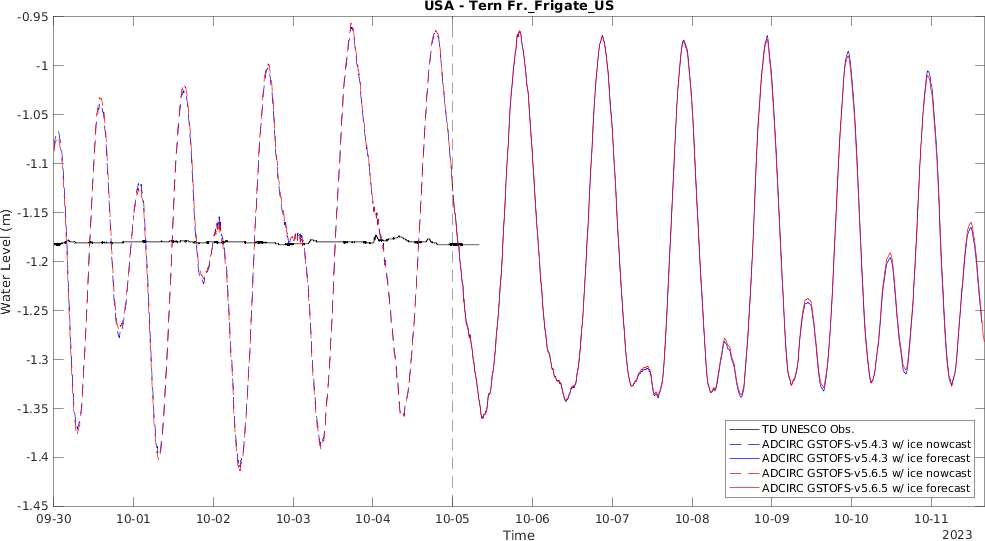 USA - Tern Fr._Frigate_US
-0.95
-1
-1.05
-1.1
-1.15
-1.2
-1.25
-1.3
-1.35
-1.4
-1.45
Water Level (m)
TD UNESCO Obs.
ADCIRC GSTOFS-v5.4.3 w/ ice nowcast
ADCIRC GSTOFS-v5.4.3 w/ ice forecast
ADCIRC GSTOFS-v5.6.5 w/ ice nowcast
ADCIRC GSTOFS-v5.6.5 w/ ice forecast
09-30 10-01 10-02 10-03 10-04 10-05 10-06 10-07 10-08 10-09 10-10 10-11
Time
2023